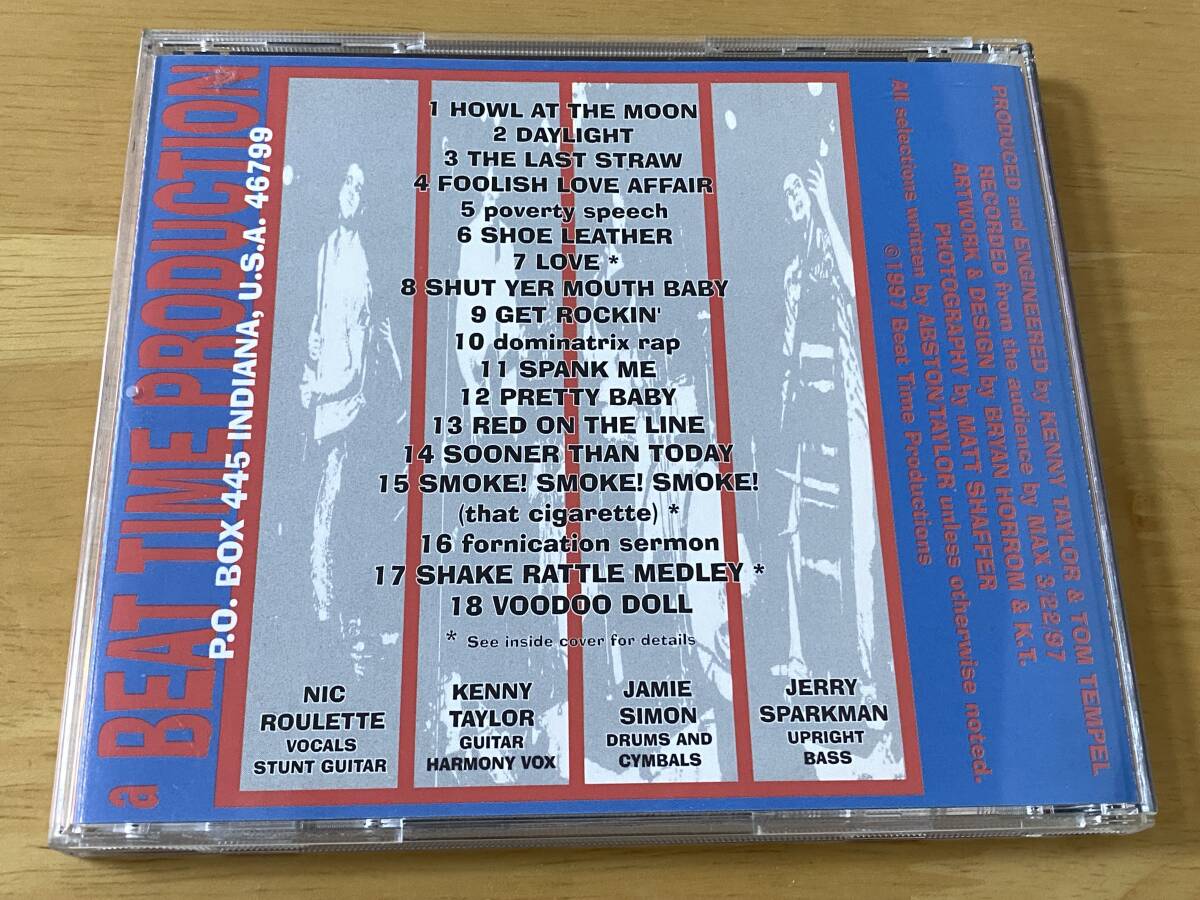 a BEAT TIME PRODUCTION
P.O. BOX 445 INDIANA, U.S.A. 46799
1 HOWL AT THE MOON
2 DAYLIGHT
3 THE LAST STRAW
4 FOOLISH LOVE AFFAIR
5 poverty speech
6 SHOE LEATHER
7 LOVE *
8 SHUT YER MOUTH BABY
9 GET ROCKIN'
10 dominatrix rap
11 SPANK ME
12 PRETTY BABY
13 RED ON THE LINE
14 SOONER THAN TODAY
15 SMOKE! SMOKE! SMOKE!
(that cigarette) *
16 fornication sermon
17 SHAKE RATTLE MEDLEY *
18 VOODOO DOLL
* See inside cover for details
NIC
ROULETTE
VOCALS
STUNT GUITAR
KENNY
TAYLOR
GUITAR
HARMONY VOX
JAMIE
SIMON
DRUMS AND
CYMBALS
JERRY
SPARKMAN
UPRIGHT
BASS
PRODUCED and ENGINEERED by KENNY TAYLOR & TOM TEMPEL
RECORDED from the audience by MAX 3/22/97
ARTWORK & DESIGN by BRYAN HORROM & K.T.
PHOTOGRAPHY by MATT SHAFFER
All selections written by ABSTON TAYLOR unless otherwise noted.
©1997 Beat Time Productions